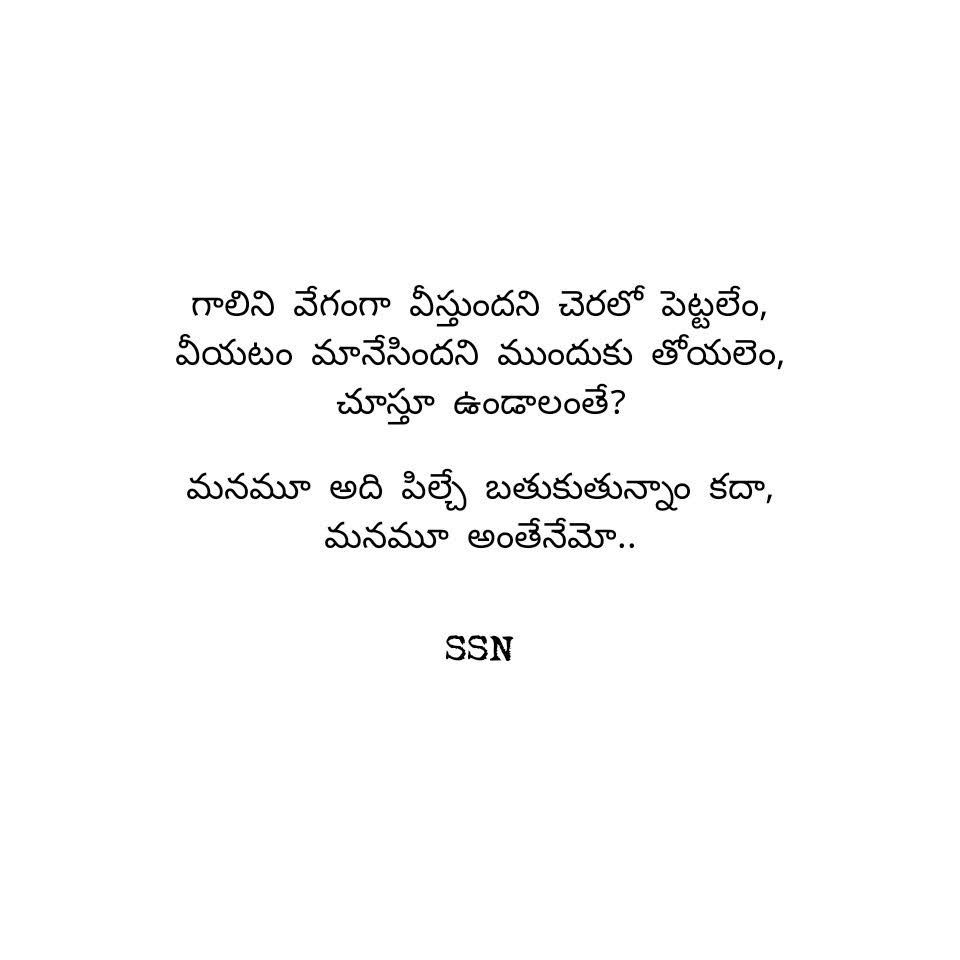 గాలిని వేగంగా వీస్తుందని చెరలో పెట్టలేం,
వీయటం మానేసిందని ముందుకు తోయలెం,
చూస్తూ ఉండాలంతే?
మనమూ అది పిల్చే బతుకుతున్నాం కదా,
మనమూ అంతేనేమో..
SSN